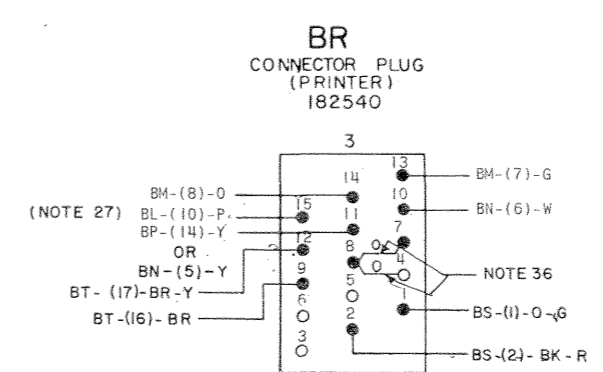 BR
CONNECTOR PLUG
(PRINTER)
182540
3
13
BM-(7)-G
14
BM-(8)-O
15
10
(NOTE 27) BL-(10)-P
BN-(6)-W
11
BP-(14)-Y
12
7
OR
8
O
BN-(5)-Y
9
O
4
NOTE 36
BT-(17)-BR-Y
5
6
1
BT-(16)-BR
BS-(1)-O-G
2
3
BS-(2)-BK-R